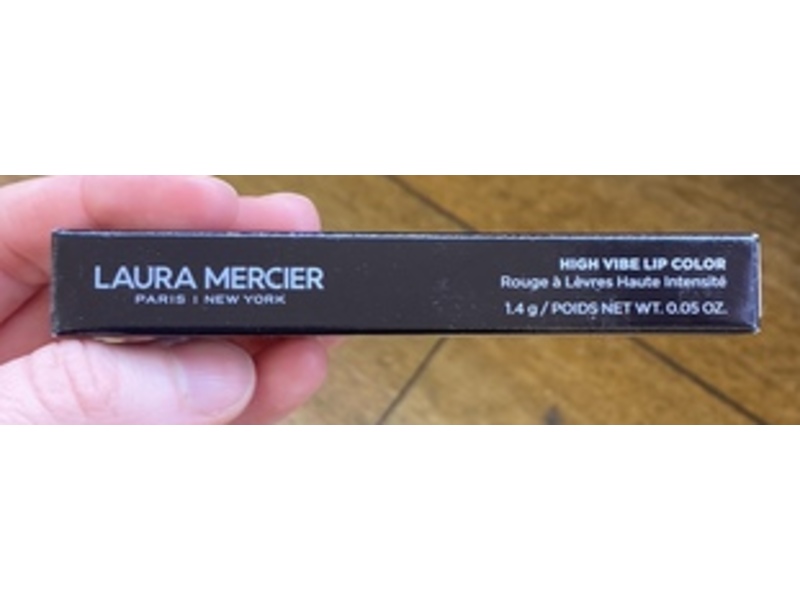 LAURA MERCIER
PARIS | NEW YORK
HIGH VIBE LIP COLOR
Rouge à Lèvres Haute Intensité
1.4 g / POIDS NET WT. 0.05 OZ.